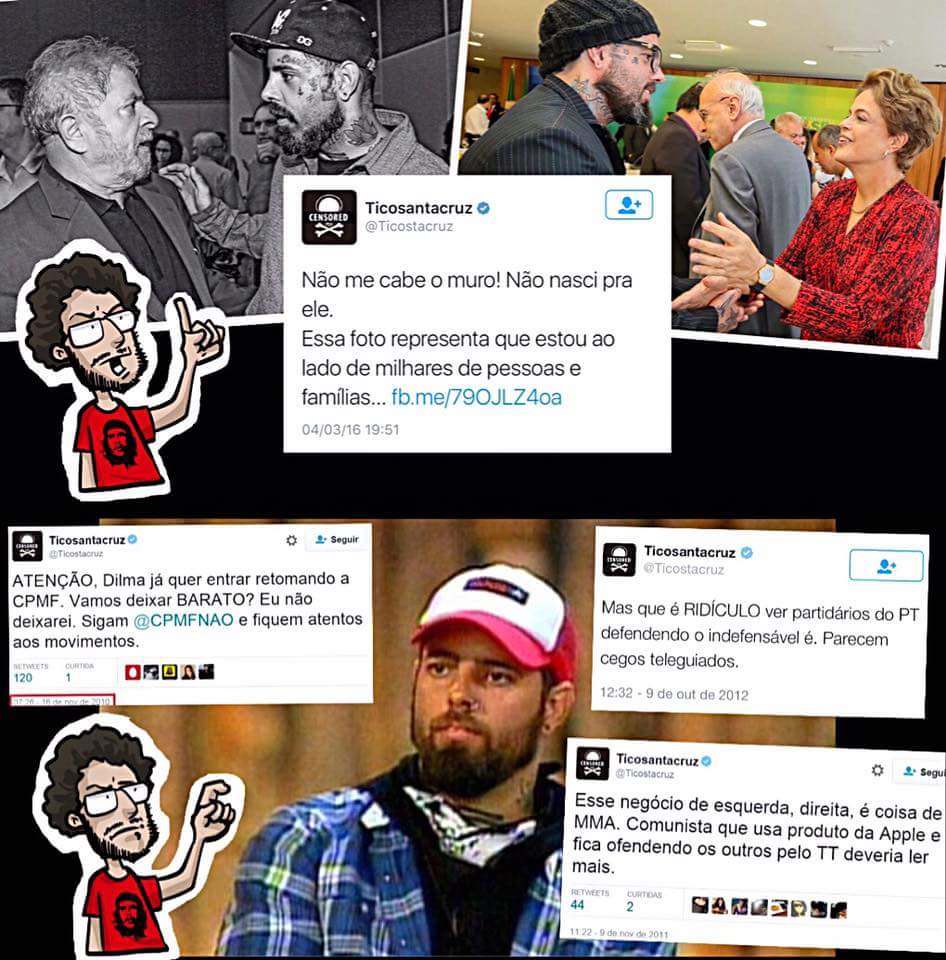 CENSORED
Ticosantacruz
@Ticostacruz
Não me cabe o muro! Não nasci pra
ele.
Essa foto representa que estou ao
lado de milhares de pessoas e
famílias... fb.me/79OJLZ4oa
04/03/16 19:51
Ticosantacruz
@Ticostacruz
Seguir
ATENÇÃO, Dilma já quer entrar retomando a
CPMF. Vamos deixar BARATO? Eu não
deixarei. Sigam @CPMFNAO e fiquem atentos
aos movimentos.
RETWEETS
CURTIDA
120
1
16 de nov de 2010
CENSORED
Ticosantacruz
@Ticostacruz
Mas que é RIDÍCULO ver partidários do PT
defendendo o indefensável é. Parecem
cegos teleguiados.
12:32 - 9 de out de 2012
CENSORED
Ticosantacruz
@Ticostacruz
Segui
Esse negócio de esquerda, direita, é coisa de
MMA. Comunista que usa produto da Apple e
fica ofendendo os outros pelo TT deveria ler
mais.
RETWEETS
CURTIDAS
44
2
11:22 - 9 de nov de 2011